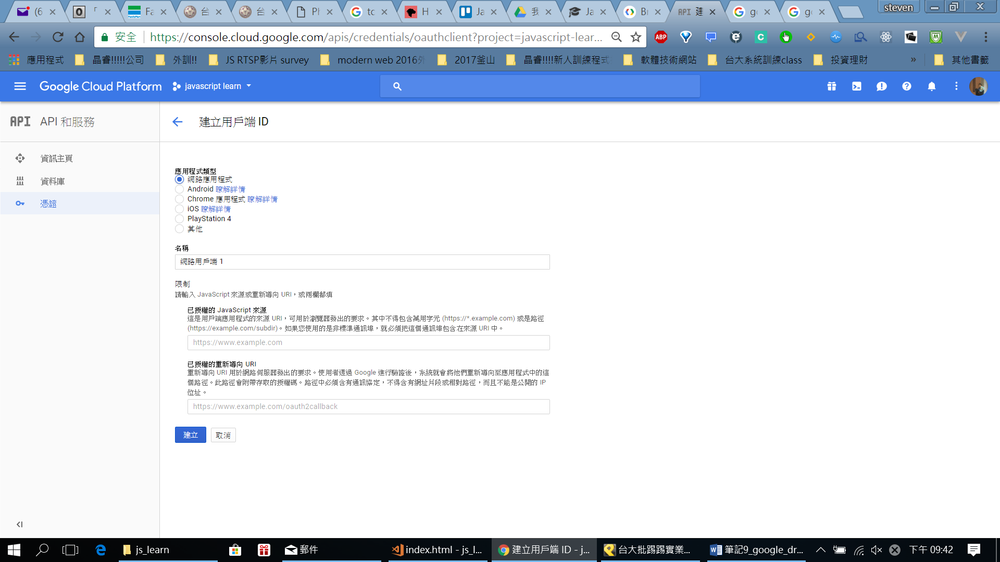 (6
「
Fa
台
台
Ph
tc
H
Ja
我
Ja
Br
API 建
gc
gc
steven
安全
https://console.cloud.google.com/apis/credentials/oauthclient?project=javascript-lear...
ABP
應用程式
晶睿!!!!!公司
外訓!!
JS RTSP影片 survey
modern web 2016外
2017釜山
晶睿!!!!新人訓練程式
軟體技術網站
台大系統訓練class
投資理財
»
其他書籤
Google Cloud Platform
javascript learn
API API 和服務
建立用戶端 ID
資訊主頁
資料庫
憑證
應用程式類型
網路應用程式
Android 瞭解詳情
Chrome 應用程式 瞭解詳情
iOS 瞭解詳情
PlayStation 4
其他
名稱
網路用戶端 1
限制
請輸入 JavaScript 來源或重新導向 URI，或兩欄都填
已授權的 JavaScript 來源
這是用戶端應用程式的來源 URI，可用於瀏覽器發出的要求。其中不得包含萬用字元 (https://*.example.com) 或是路徑
(https://example.com/subdir)。如果您使用的是非標準通訊埠，就必須把這個通訊埠包含在來源 URI 中。
https://www.example.com
已授權的重新導向 URI
重新導向 URI 用於網路伺服器發出的要求。使用者透過 Google 進行驗證後，系統就會將他們重新導向至應用程式中的這
個路徑。此路徑會附帶存取的授權碼。路徑中必須含有通訊協定，不得含有網址片段或相對路徑，而且不能是公開的 IP
位址。
https://www.example.com/oauth2callback
建立
取消
js_learn
郵件
index.html - js_l...
建立用戶端 ID - j...
台大批踢踢實業...
筆記9_google_dr...
下午 09:42